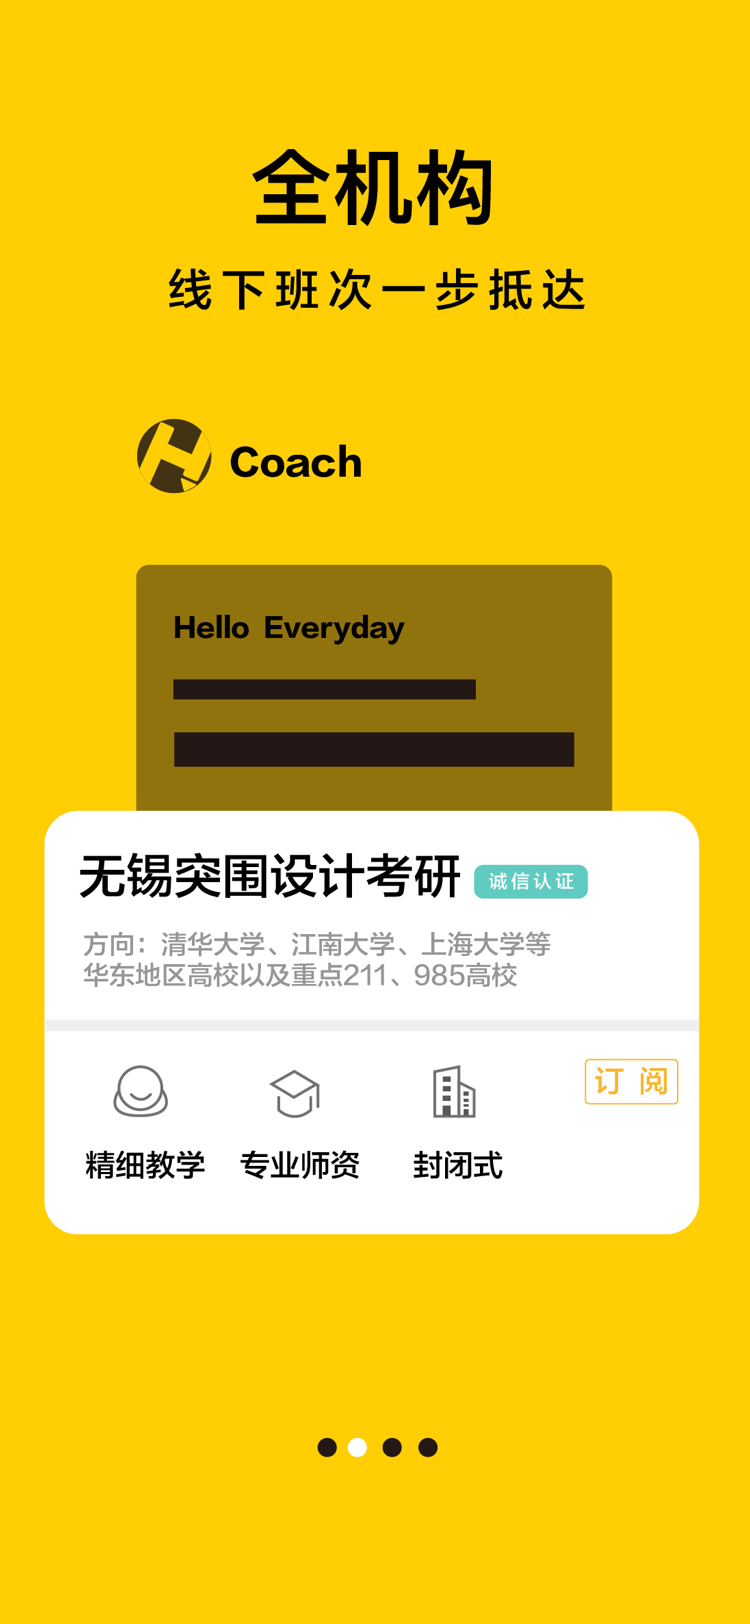 全机构
线下班次一步抵达
Coach
Hello Everyday
无锡突围设计考研 诚信认证
方向：清华大学、江南大学、上海大学等
华东地区高校以及重点211、985高校
订阅
精细教学 专业师资 封闭式